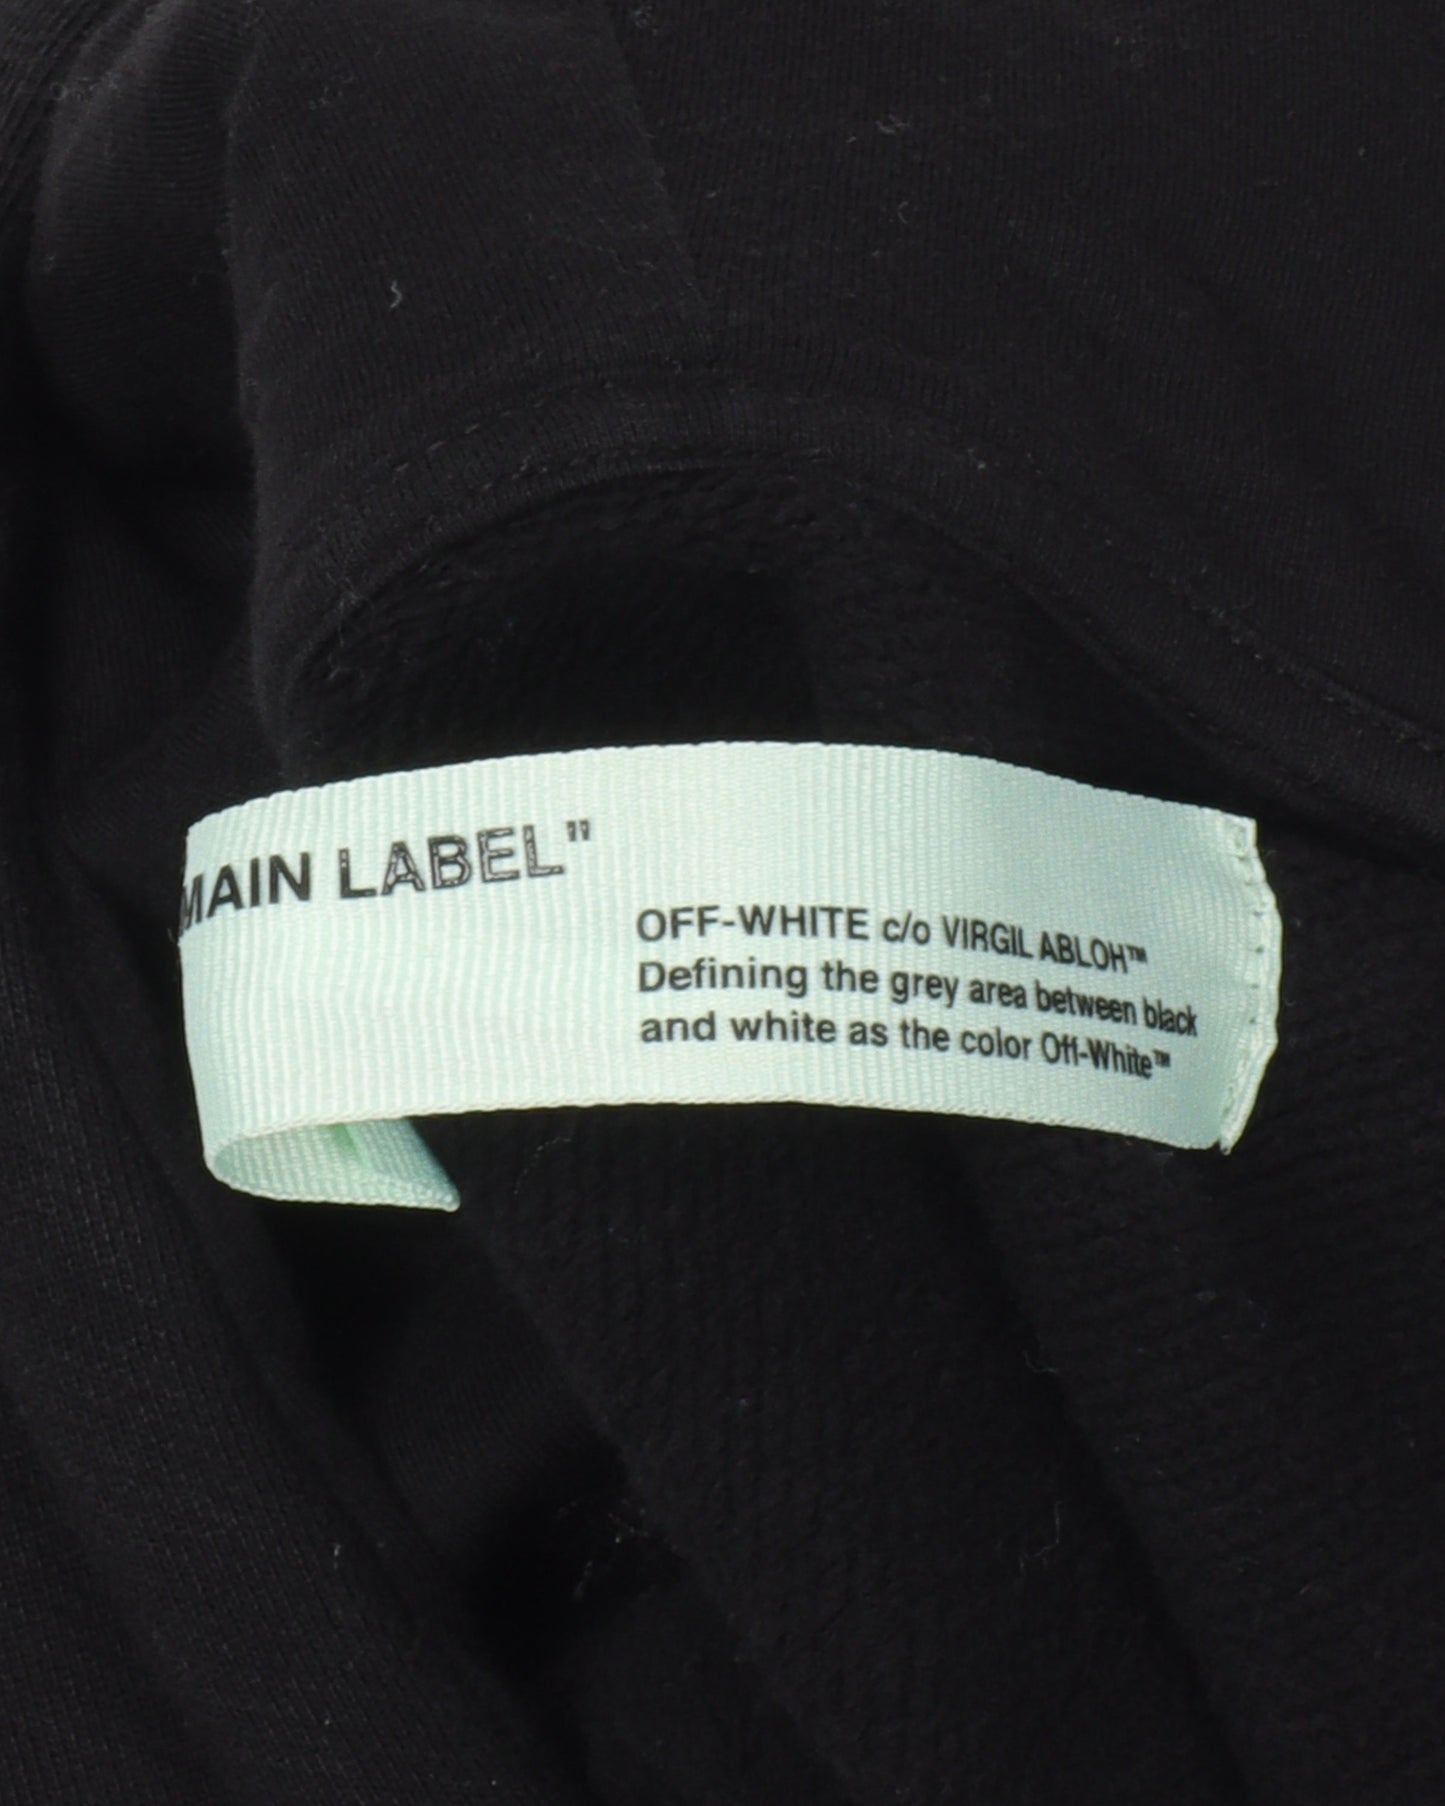 MAIN LABEL"
OFF-WHITE c/o VIRGIL ABLOH™
Defining the grey area between black
and white as the color Off-White™